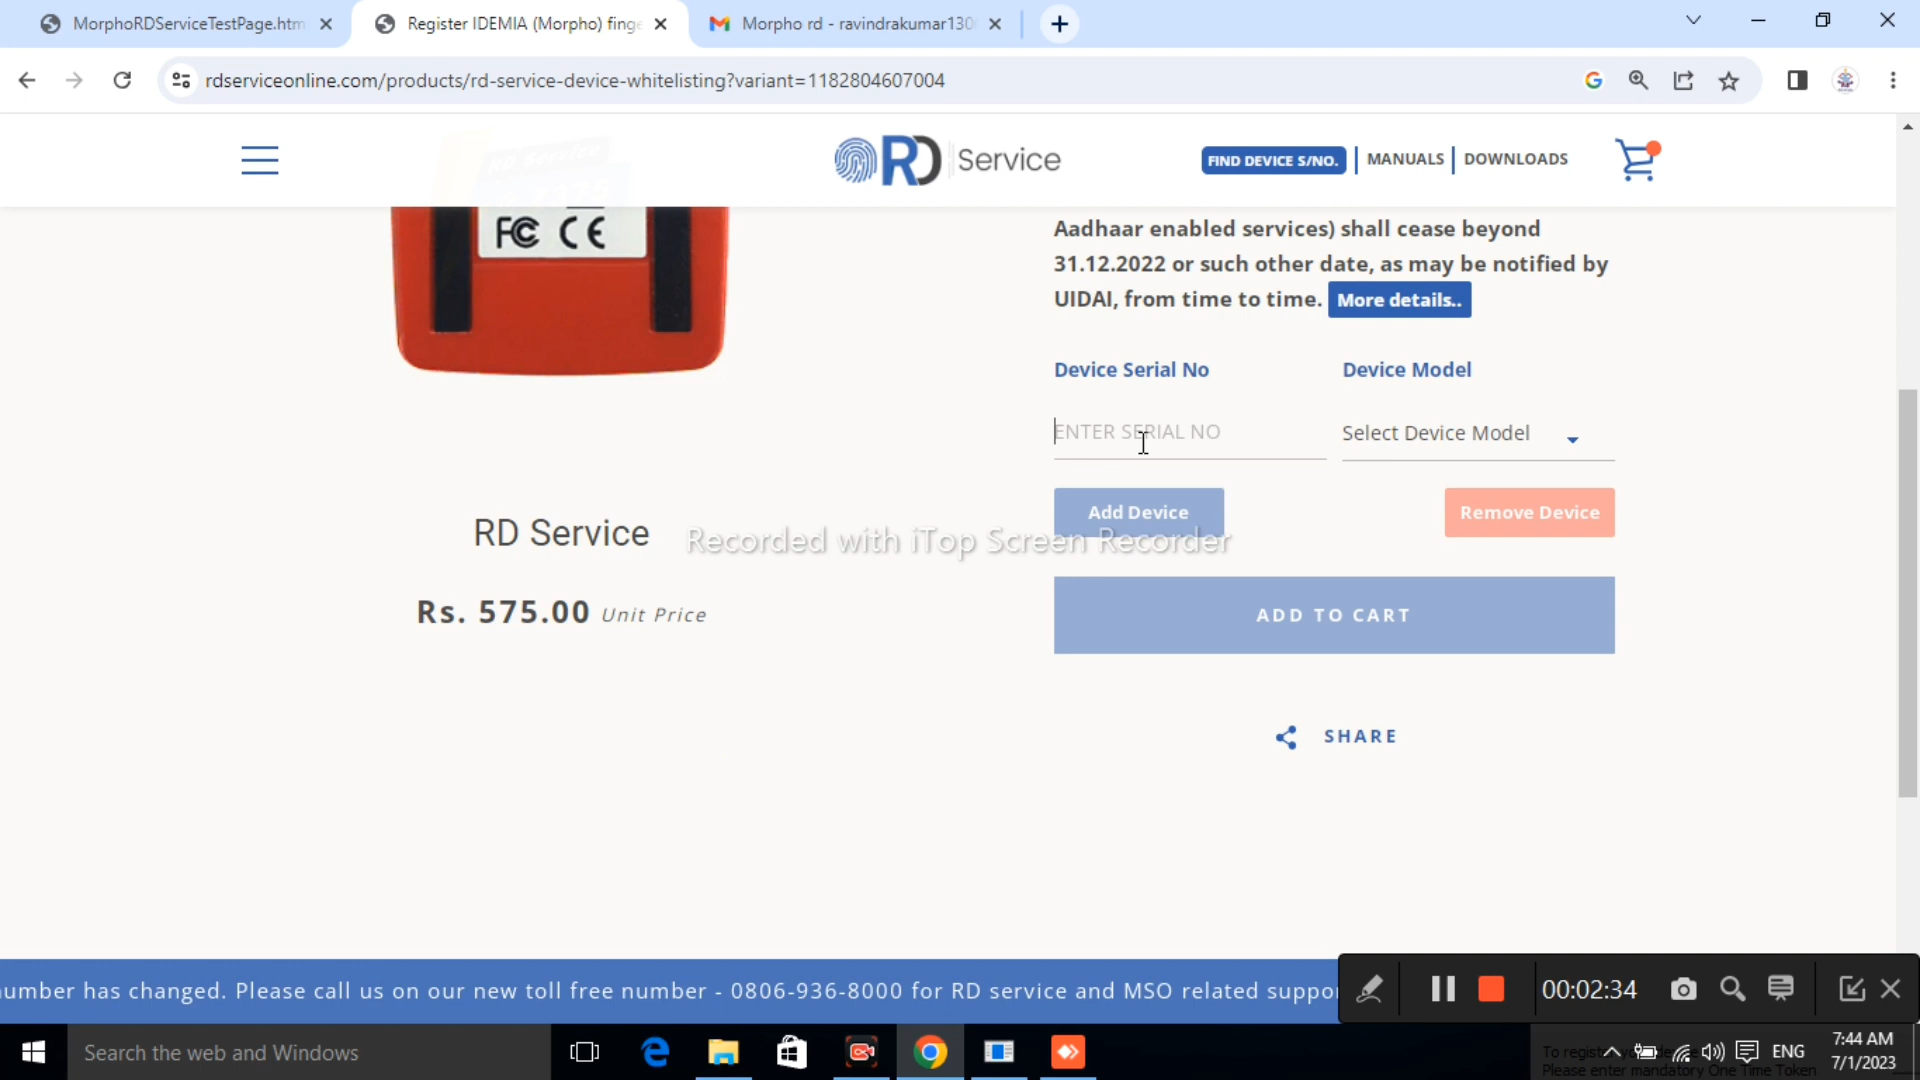 MorphoRDServiceTestPage.htm
Register IDEMIA (Morpho) finge
Morpho rd - ravindrakumar130
rdserviceonline.com/products/rd-service-device-whitelisting?variant=1182804607004
RD Service
FIND DEVICE S/NO.
MANUALS
DOWNLOADS
FC CE
Aadhaar enabled services) shall cease beyond
31.12.2022 or such other date, as may be notified by
UIDAI, from time to time. More details..
Device Serial No
Device Model
ENTER SERIAL NO
Select Device Model
Add Device
Remove Device
RD Service
Recorded with iTop Screen Recorder
Rs. 575.00 Unit Price
ADD TO CART
SHARE
umber has changed. Please call us on our new toll free number - 0806-936-8000 for RD service and MSO related suppo
00:02:34
Search the web and Windows
ENG
7:44 AM
7/1/2023
Please enter mandatory One Time Token